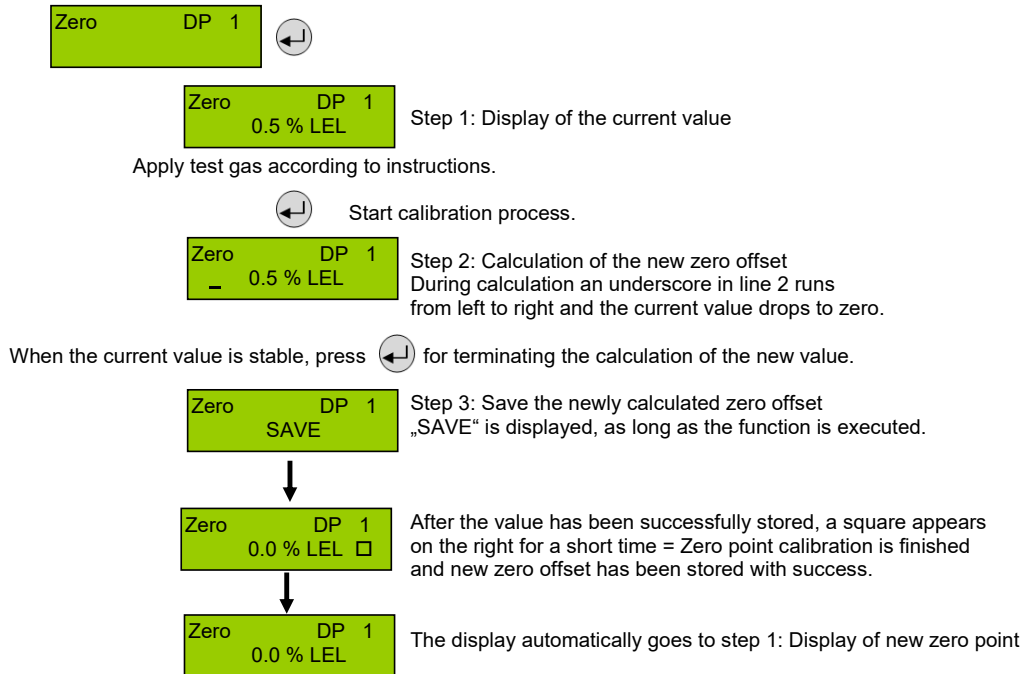 Zero DP 1
Zero DP 1
0.5 % LEL
Step 1: Display of the current value
Apply test gas according to instructions.
Start calibration process.
Zero DP 1
_ 0.5 % LEL
Step 2: Calculation of the new zero offset
During calculation an underscore in line 2 runs
from left to right and the current value drops to zero.
When the current value is stable, press for terminating the calculation of the new value.
Zero DP 1
SAVE
Step 3: Save the newly calculated zero offset
„SAVE“ is displayed, as long as the function is executed.
Zero DP 1
0.0 % LEL □
After the value has been successfully stored, a square appears
on the right for a short time = Zero point calibration is finished
and new zero offset has been stored with success.
Zero DP 1
0.0 % LEL
The display automatically goes to step 1: Display of new zero point